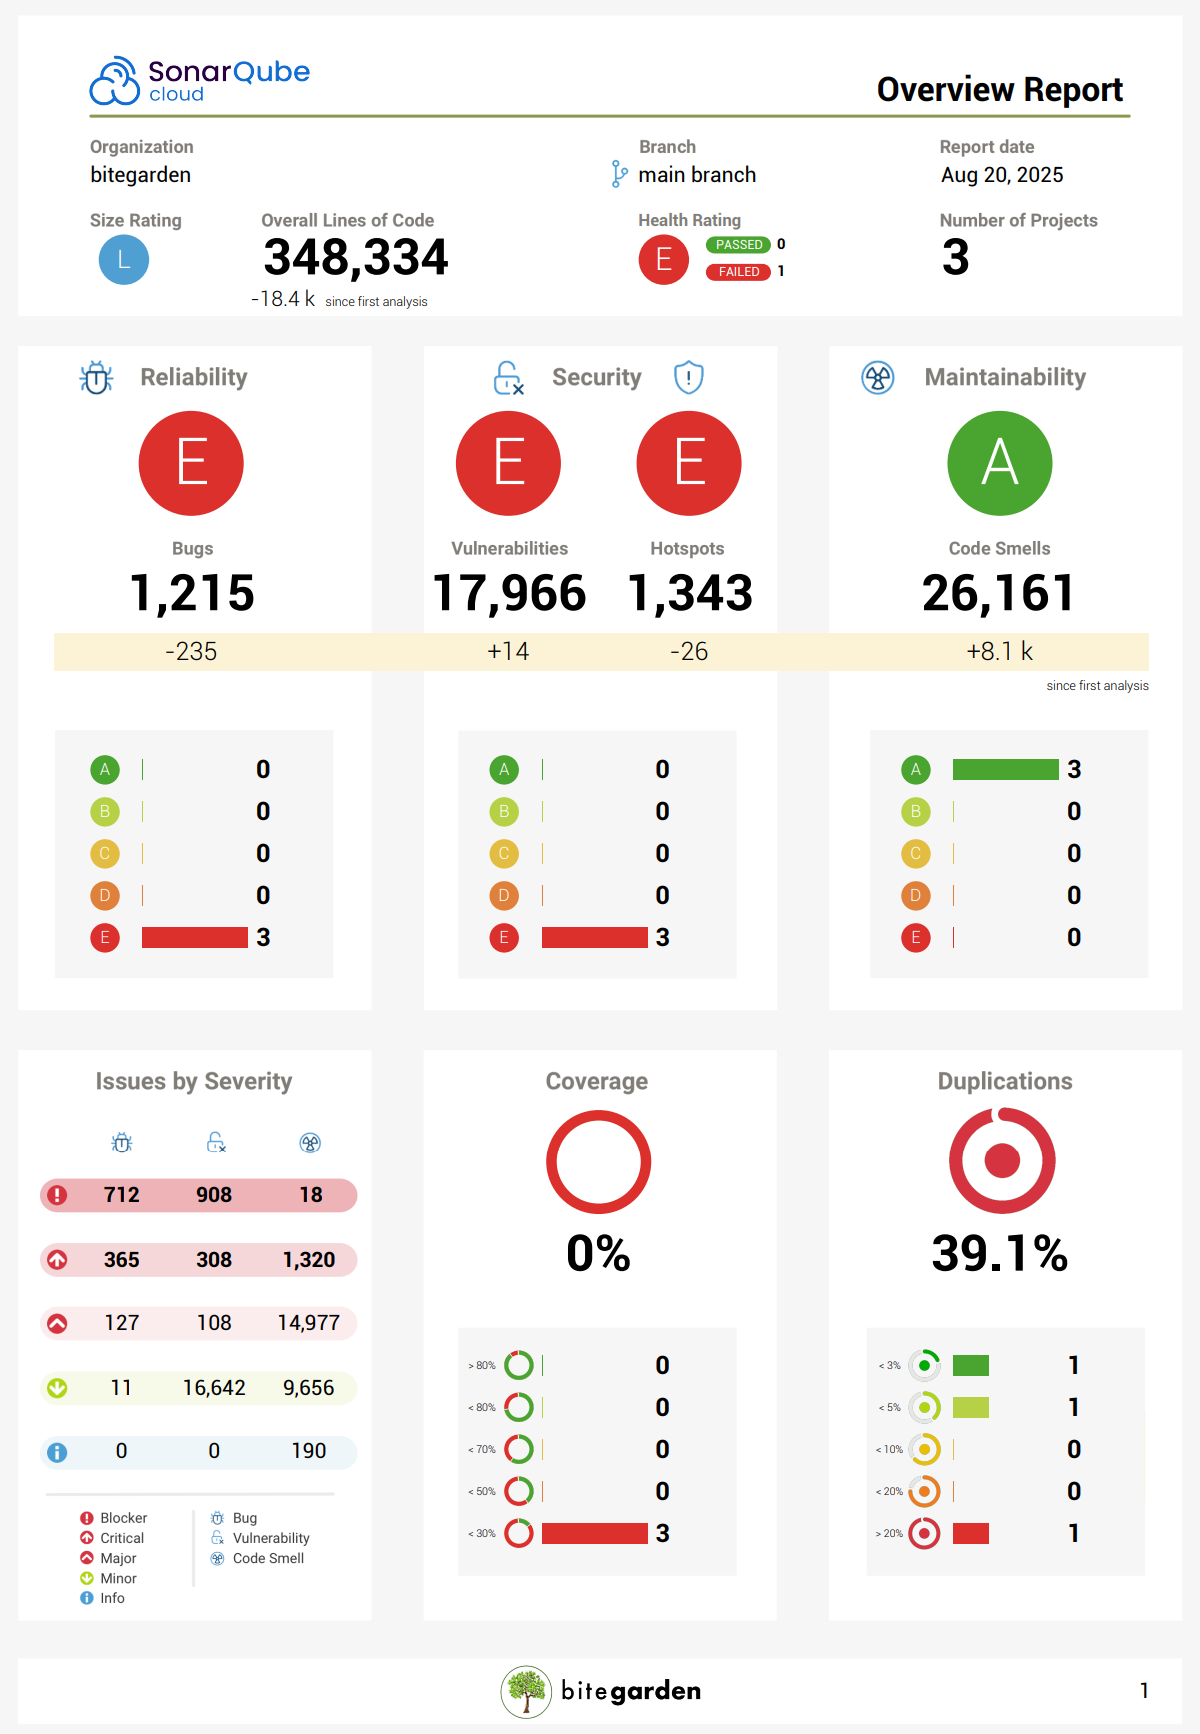 SonarQube
cloud
Overview Report
Organization
bitegarden
Branch
main branch
Report date
Aug 20, 2025
Size Rating
L
Overall Lines of Code
348,334
-18.4 k since first analysis
Health Rating
E
PASSED 0
FAILED 1
Number of Projects
3
Reliability
E
Bugs
1,215
-235
Security
E E
Vulnerabilities Hotspots
17,966 1,343
+14 -26
Maintainability
A
Code Smells
26,161
+8.1 k
since first analysis
A 0
B 0
C 0
D 0
E 3
A 0
B 0
C 0
D 0
E 3
A 3
B 0
C 0
D 0
E 0
Issues by Severity
712 908 18
365 308 1,320
127 108 14,977
11 16,642 9,656
0 0 190
Blocker
Critical
Major
Minor
Info
Bug
Vulnerability
Code Smell
Coverage
0%
> 80% 0
< 80% 0
< 70% 0
< 50% 0
< 30% 3
Duplications
39.1%
< 3% 1
< 5% 1
< 10% 0
< 20% 0
> 20% 1
bitegarden
1